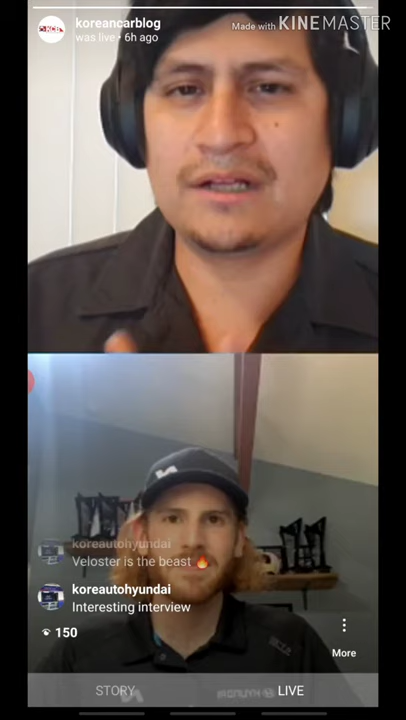 koreancarblog
was live • 6h ago
Made with KINEMASTER
KCB
koreautohyundai
Veloster is the beast 🔥
koreautohyundai
Interesting interview
150
More
STORY
LIVE